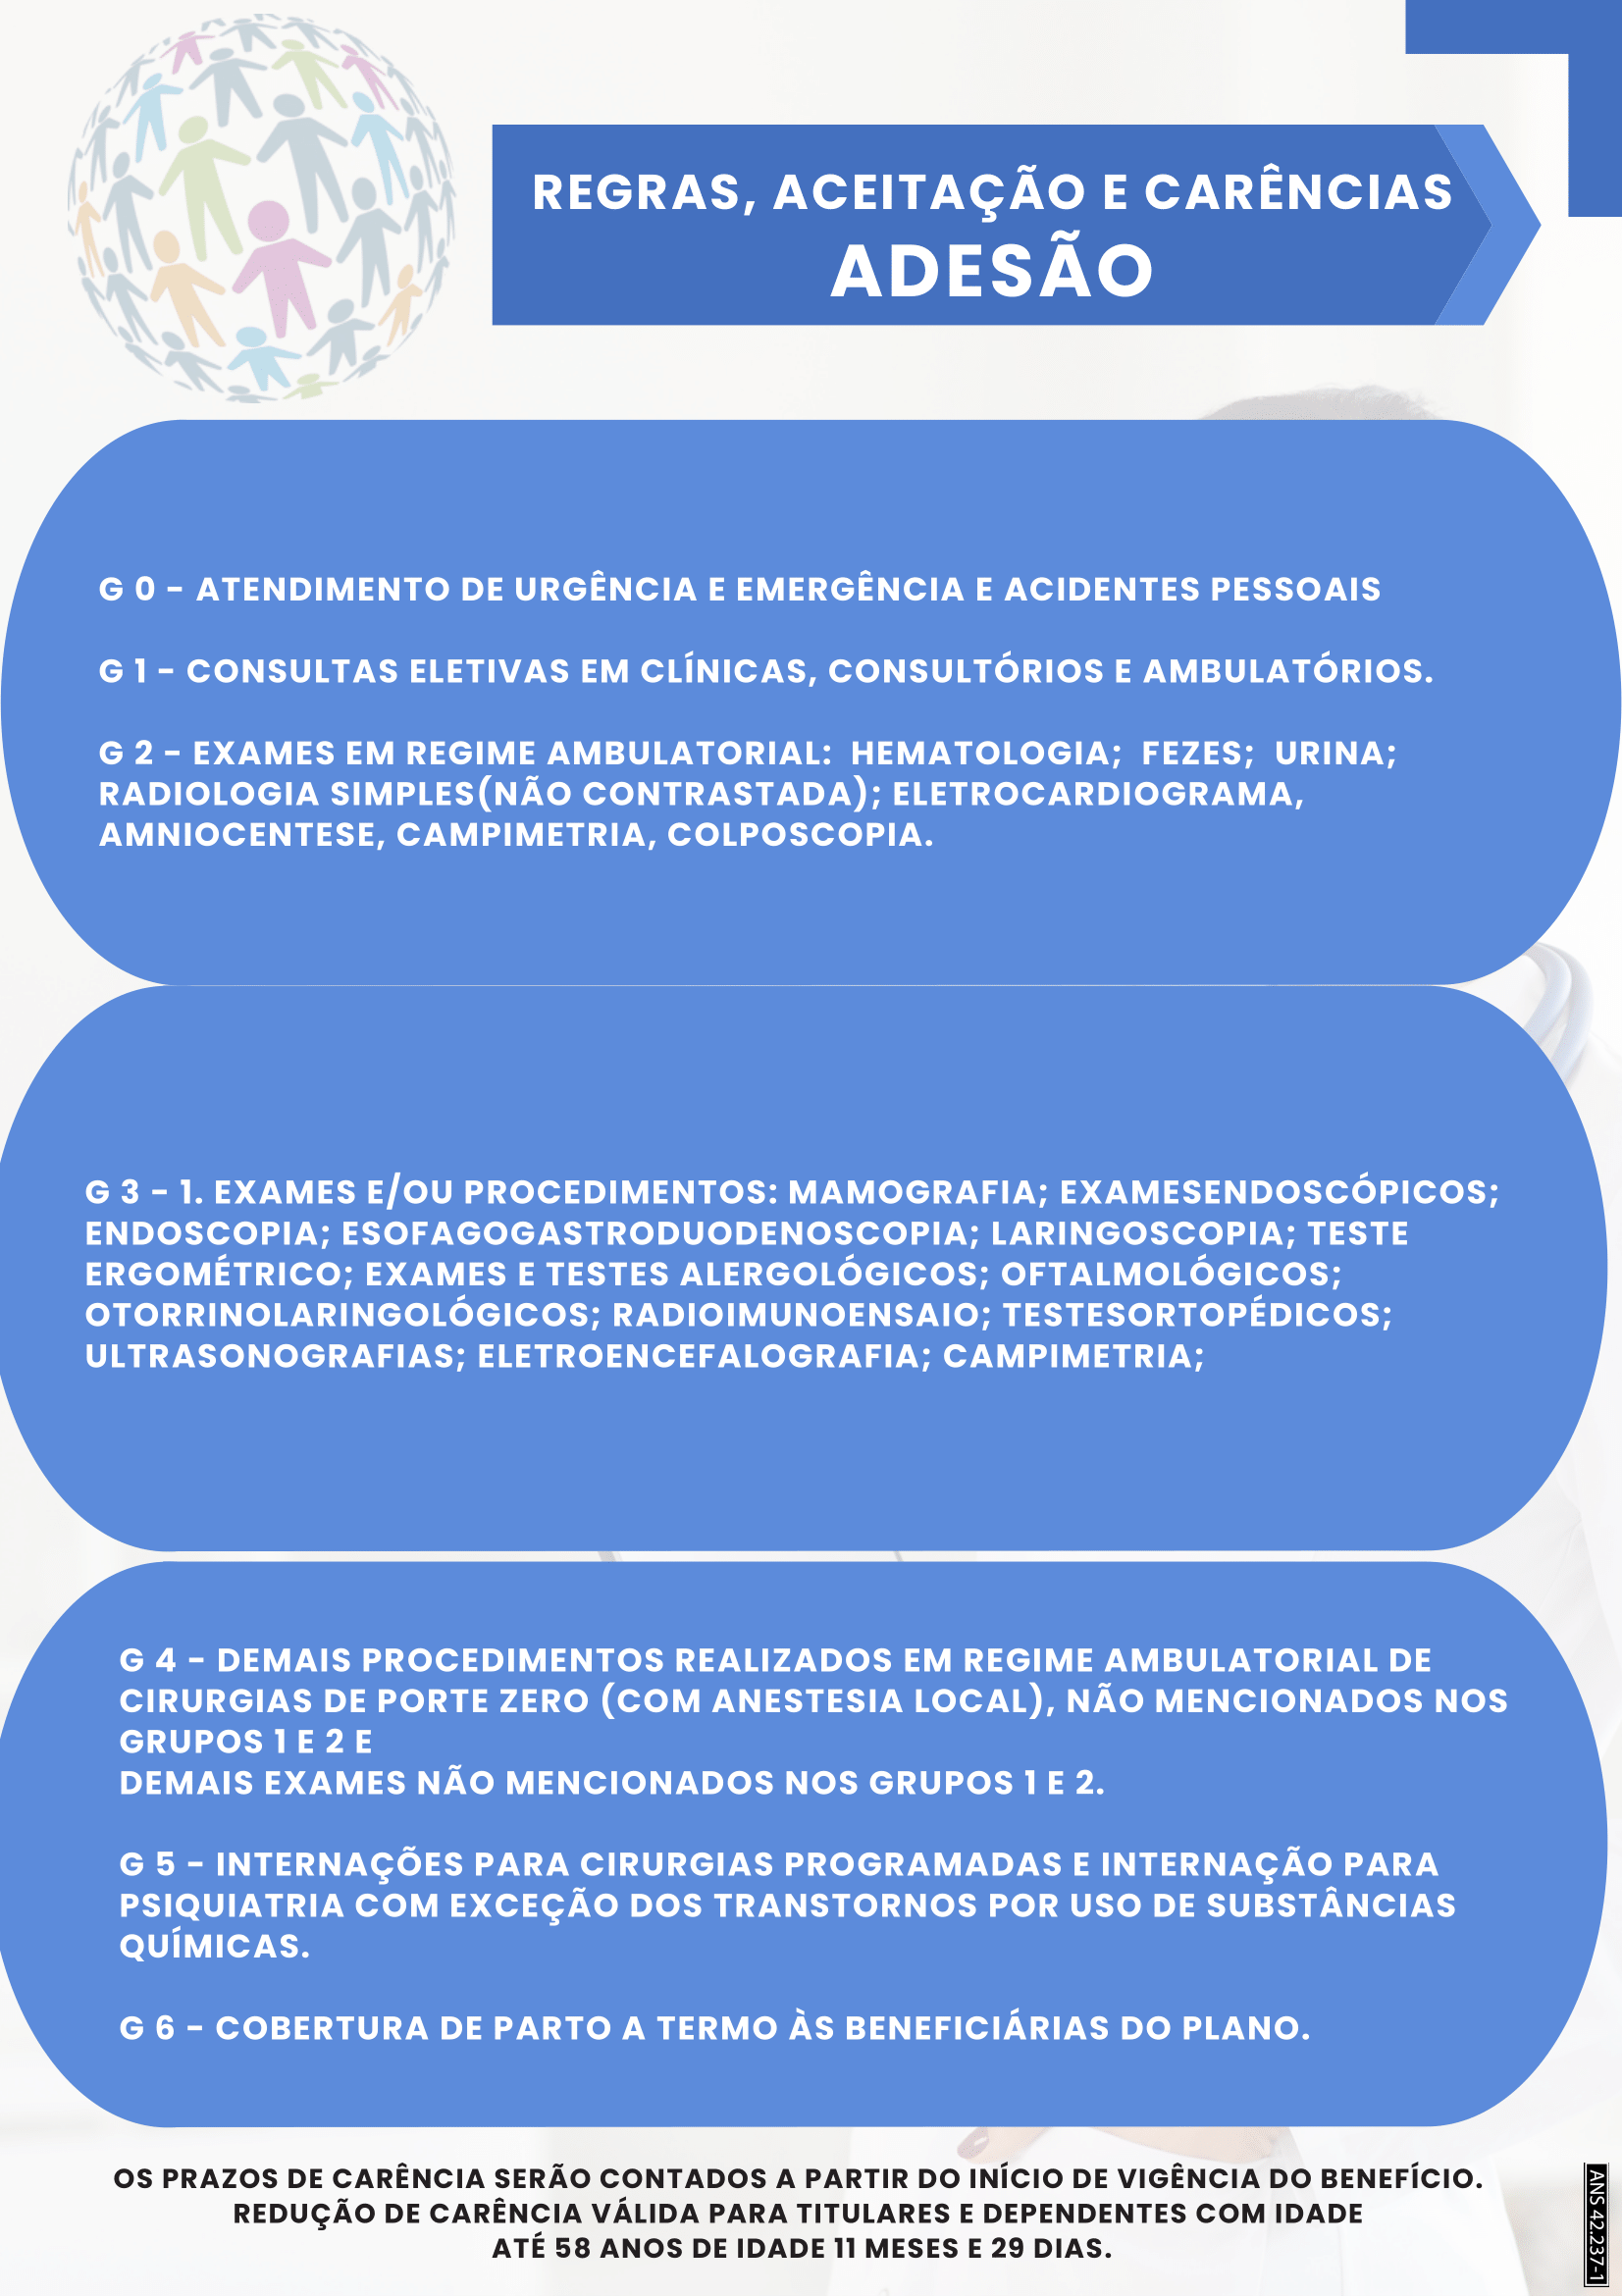 REGRAS, ACEITAÇÃO E CARÊNCIAS
ADESÃO
G 0 - ATENDIMENTO DE URGÊNCIA E EMERGÊNCIA E ACIDENTES PESSOAIS
G 1 - CONSULTAS ELETIVAS EM CLÍNICAS, CONSULTÓRIOS E AMBULATÓRIOS.
G 2 - EXAMES EM REGIME AMBULATORIAL: HEMATOLOGIA; FEZES; URINA;
RADIOLOGIA SIMPLES(NÃO CONTRASTADA); ELETROCARDIOGRAMA,
AMNIOCENTESE, CAMPIMETRIA, COLPOSCOPIA.
G 3 - 1. EXAMES E/OU PROCEDIMENTOS: MAMOGRAFIA; EXAMESENDOSCÓPICOS;
ENDOSCOPIA; ESOFAGOGASTRODUODENOSCOPIA; LARINGOSCOPIA; TESTE
ERGOMÉTRICO; EXAMES E TESTES ALERGOLÓGICOS; OFTALMOLÓGICOS;
OTORRINOLARINGOLÓGICOS; RADIOIMUNOENSAIO; TESTESORTOPÉDICOS;
ULTRASONOGRAFIAS; ELETROENCEFALOGRAFIA; CAMPIMETRIA;
G 4 - DEMAIS PROCEDIMENTOS REALIZADOS EM REGIME AMBULATORIAL DE
CIRURGIAS DE PORTE ZERO (COM ANESTESIA LOCAL), NÃO MENCIONADOS NOS
GRUPOS 1 E 2 E
DEMAIS EXAMES NÃO MENCIONADOS NOS GRUPOS 1 E 2.
G 5 - INTERNAÇÕES PARA CIRURGIAS PROGRAMADAS E INTERNAÇÃO PARA
PSIQUIATRIA COM EXCEÇÃO DOS TRANSTORNOS POR USO DE SUBSTÂNCIAS
QUÍMICAS.
G 6 - COBERTURA DE PARTO A TERMO ÀS BENEFICIÁRIAS DO PLANO.
OS PRAZOS DE CARÊNCIA SERÃO CONTADOS A PARTIR DO INÍCIO DE VIGÊNCIA DO BENEFÍCIO.
REDUÇÃO DE CARÊNCIA VÁLIDA PARA TITULARES E DEPENDENTES COM IDADE
ATÉ 58 ANOS DE IDADE 11 MESES E 29 DIAS.
ANS 42.237-1